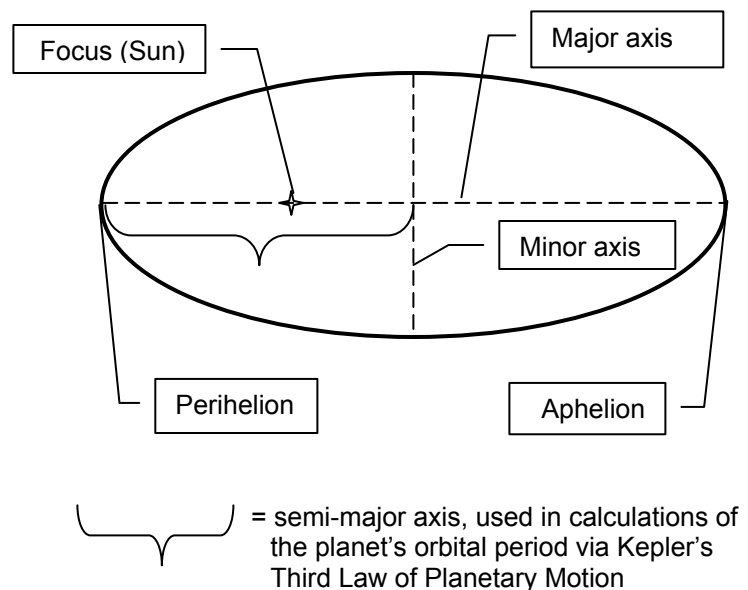 Focus (Sun)
Major axis
Minor axis
Perihelion
Aphelion
= semi-major axis, used in calculations of
the planet’s orbital period via Kepler’s
Third Law of Planetary Motion